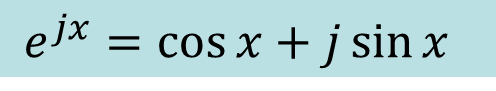 e^{jx} = cos x + j sin x